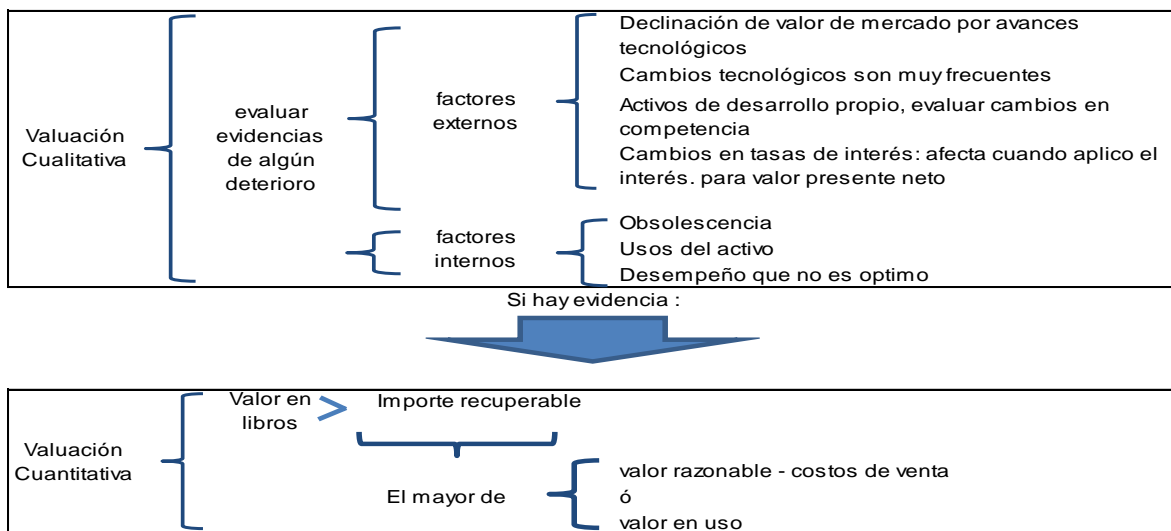 Valuación
Cualitativa
evaluar
evidencias
de algún
deterioro
factores
externos
Declinación de valor de mercado por avances
tecnológicos
Cambios tecnológicos son muy frecuentes
Activos de desarrollo propio, evaluar cambios en
competencia
Cambios en tasas de interés: afecta cuando aplico el
interés. para valor presente neto
factores
internos
Obsolescencia
Usos del activo
Desempeño que no es optimo
Si hay evidencia :
Valuación
Cuantitativa
Valor en
libros
>
Importe recuperable
El mayor de
valor razonable - costos de venta
ó
valor en uso